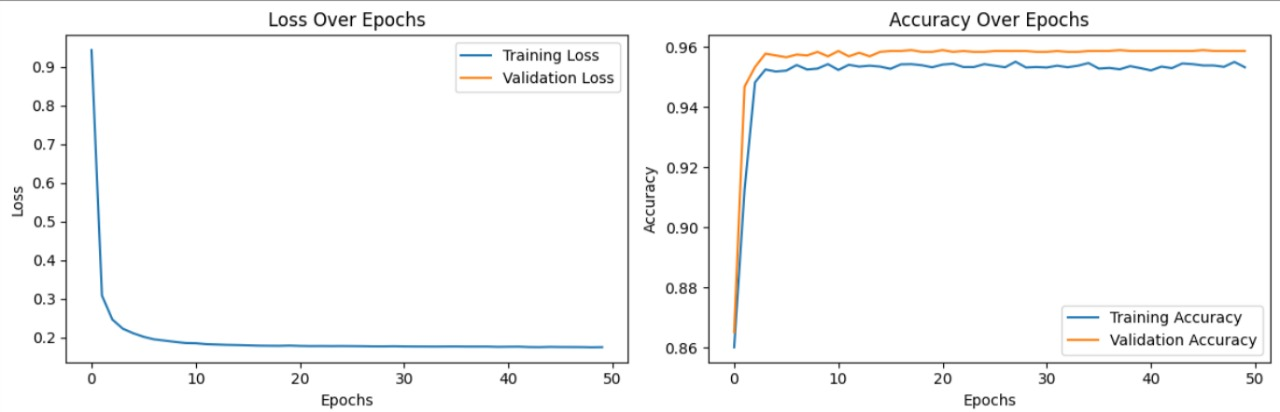 Loss Over Epochs
Training Loss
Validation Loss
0.9
0.8
0.7
0.6
0.5
0.4
0.3
0.2
Loss
0 10 20 30 40 50
Epochs
Accuracy Over Epochs
0.96
0.94
0.92
0.90
0.88
0.86
Accuracy
Training Accuracy
Validation Accuracy
0 10 20 30 40 50
Epochs